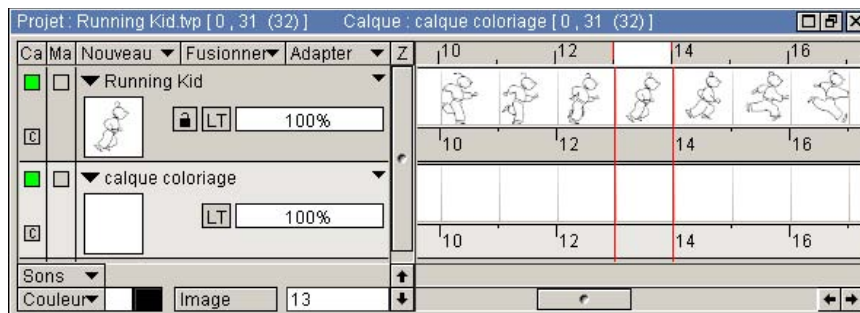 Projet : Running Kid.tvp [ 0 , 31 (32) ] Calque : calque coloriage [ 0 , 31 (32) ]
Ca Ma Nouveau Fusionner Adapter Z 10 12 14 16
Running Kid
LT 100%
C
10 12 14 16
calque coloriage
LT 100%
C
10 12 14 16
Sons
Couleur Image 13